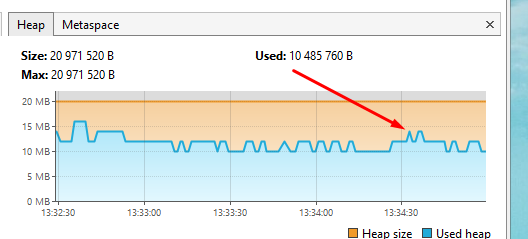 Heap Metaspace ×
Size: 20 971 520 B Used: 10 485 760 B
Max: 20 971 520 B
20 MB
15 MB
10 MB
5 MB
0 MB
13:32:30 13:33:00 13:33:30 13:34:00 13:34:30
Heap size Used heap